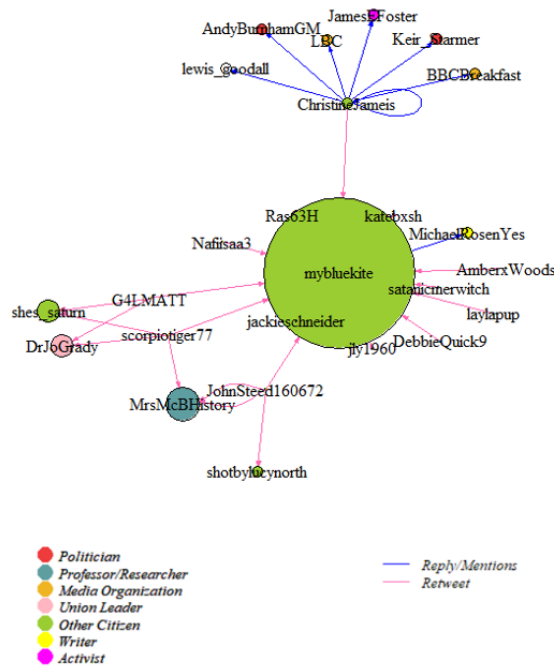 JamesEFoster
AndyBurnhamGM
LBC
Keir_Starmer
lewis_goodall
BBCBreakfast
ChristineJameis
Ras63H
katebxsh
MichaelRosenYes
Nafiisaa3
mybluekite
AmberxWoods
satanicmerwitch
G4LMATT
shes_saturn
laylapup
jackieschneider
scorpiotiger77
DebbieQuick9
DrJoGrady
jly1960
JohnSteed160672
MrsMcBHistory
shotbylucynorth
Politician
Professor/Researcher
Media Organization
Union Leader
Other Citizen
Writer
Activist
Reply/Mentions
Retweet